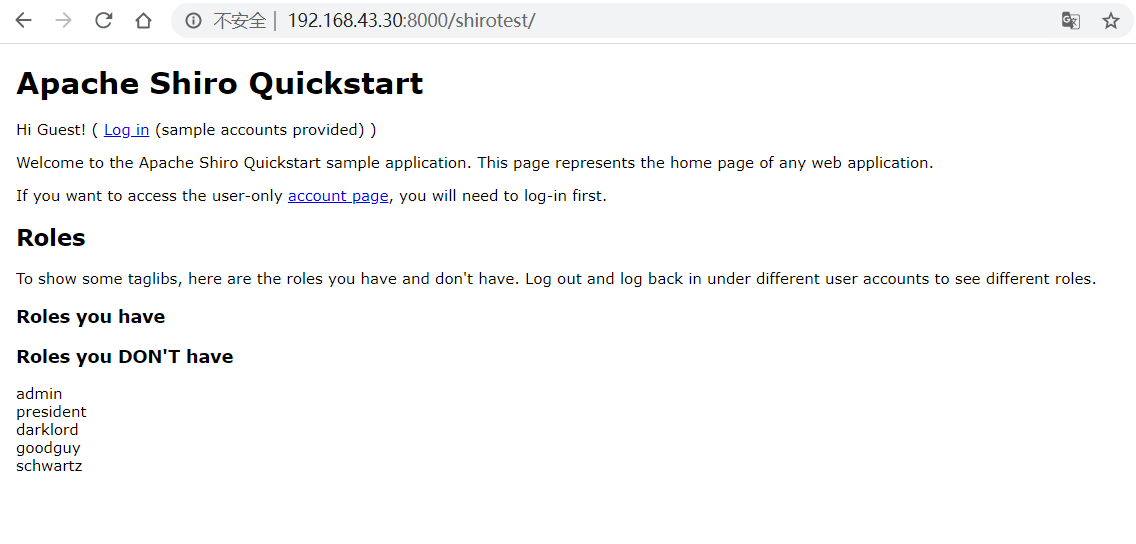 不安全 | 192.168.43.30:8000/shirotest/
Apache Shiro Quickstart
Hi Guest! ( Log in (sample accounts provided) )
Welcome to the Apache Shiro Quickstart sample application. This page represents the home page of any web application.
If you want to access the user-only account page, you will need to log-in first.
Roles
To show some taglibs, here are the roles you have and don't have. Log out and log back in under different user accounts to see different roles.
Roles you have
Roles you DON'T have
admin
president
darklord
goodguy
schwartz